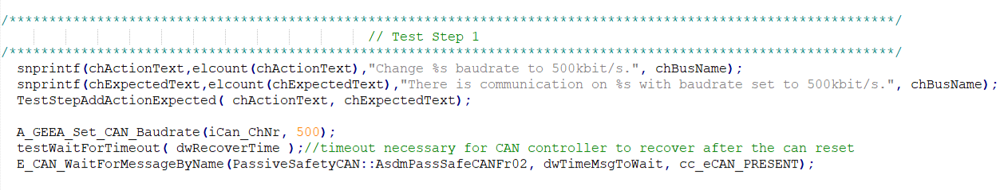 /***************************************************************************************************************/
// Test Step 1
/***************************************************************************************************************/
snprintf(chActionText,elcount(chActionText),"Change %s baudrate to 500kbit/s.", chBusName);
snprintf(chExpectedText,elcount(chExpectedText),"There is communication on %s with baudrate set to 500kbit/s.", chBusName);
TestStepAddActionExpected( chActionText, chExpectedText);
A_GEEA_Set_CAN_Baudrate(iCan_ChNr, 500);
testWaitForTimeout( dwRecoverTime );//timeout necessary for CAN controller to recover after the can reset
E_CAN_WaitForMessageByName(PassiveSafetyCAN::AsdmPassSafeCANFr02, dwTimeMsgToWait, cc_eCAN_PRESENT);